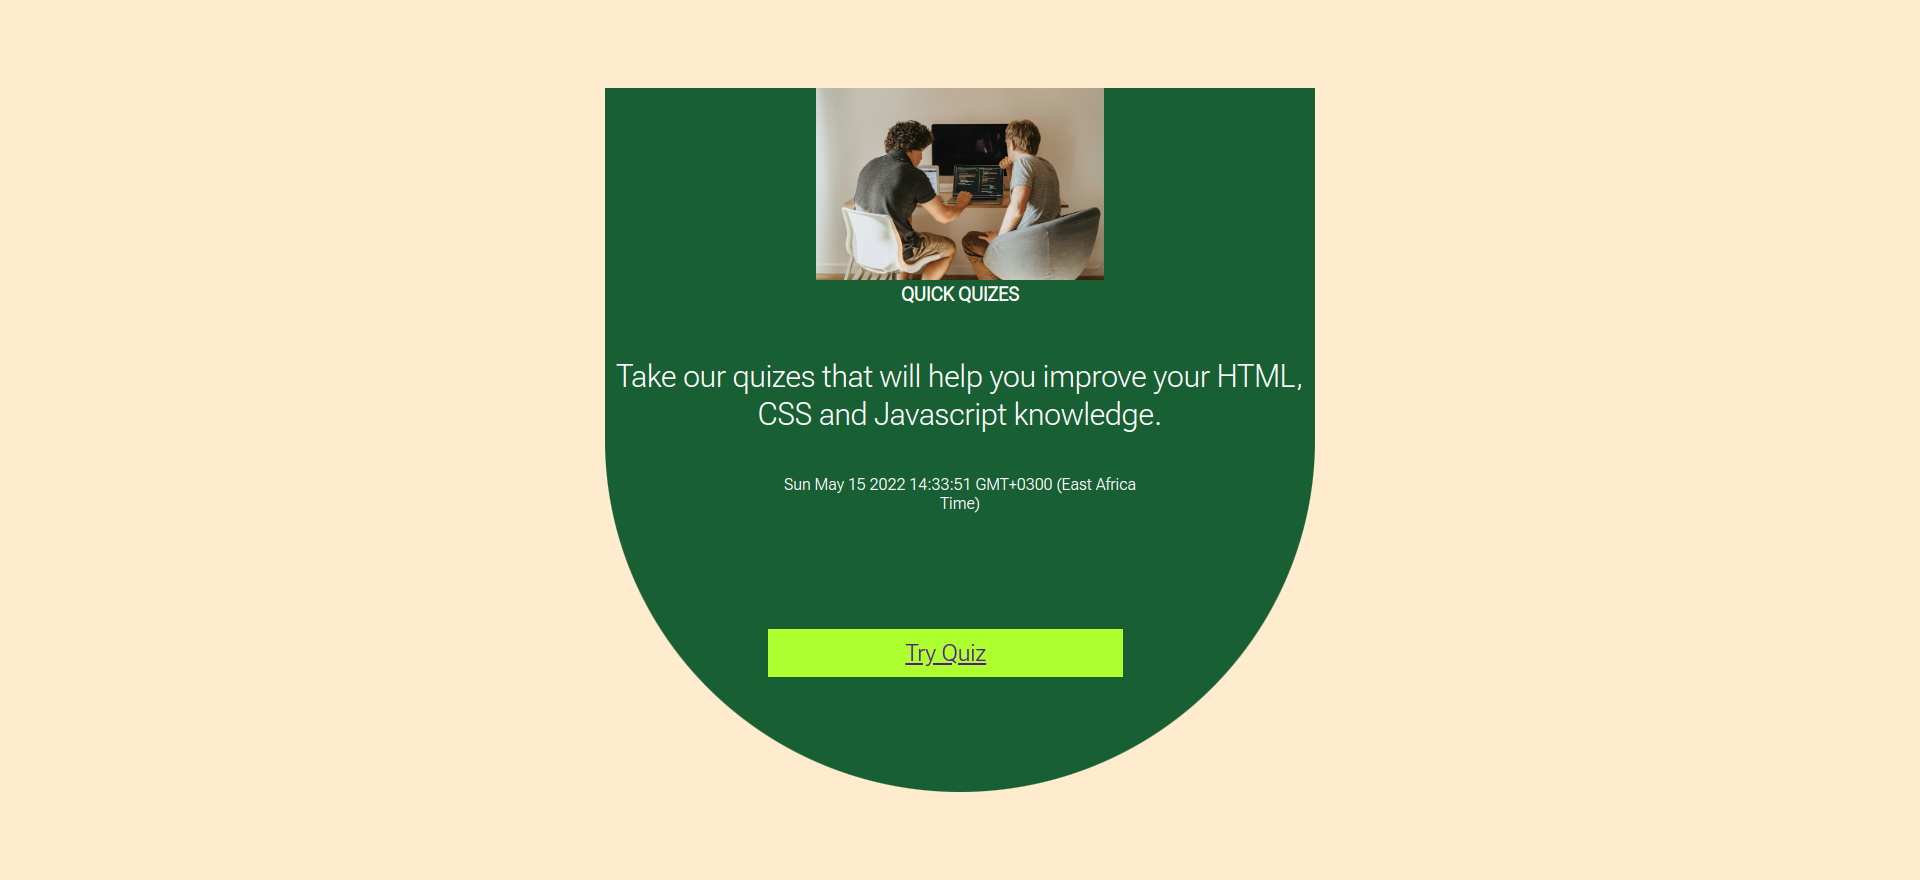 QUICK QUIZES
Take our quizes that will help you improve your HTML,
CSS and Javascript knowledge.
Sun May 15 2022 14:33:51 GMT+0300 (East Africa
Time)
Try Quiz